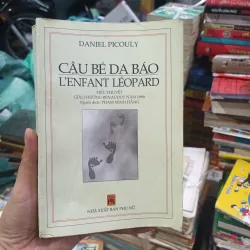 DANIEL PICOULY
CẬU BÉ DA BÁO
L'ENFANT LÉOPARD
TIỂU THUYẾT
GIẢI THƯỞNG RENAUDOT NĂM 1999
Người dịch: PHẠM MINH HẰNG
NHÀ XUẤT BẢN PHỤ NỮ